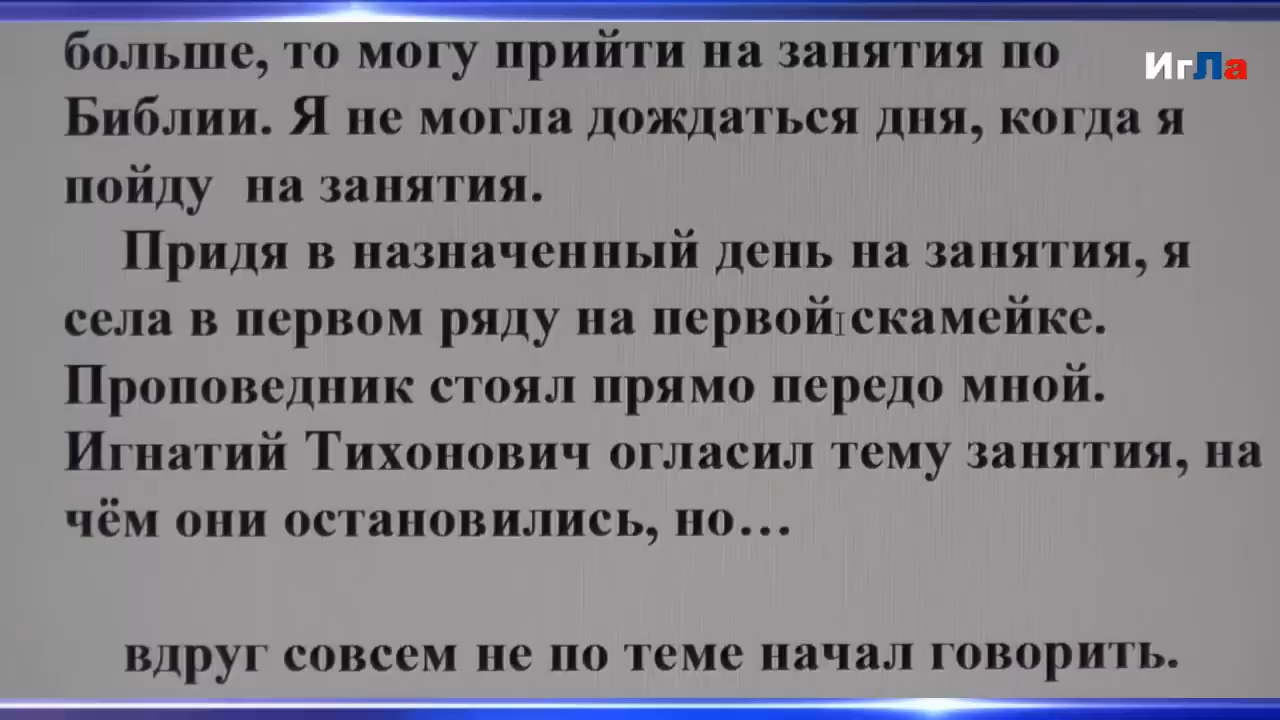 больше, то могу прийти на занятия по
ИгЛа
Библии. Я не могла дождаться дня, когда я
пойду на занятия.
Придя в назначенный день на занятия, я
села в первом ряду на первой скамейке.
Проповедник стоял прямо передо мной.
Игнатий Тихонович огласил тему занятия, на
чём они остановились, но...
вдруг совсем не по теме начал говорить.